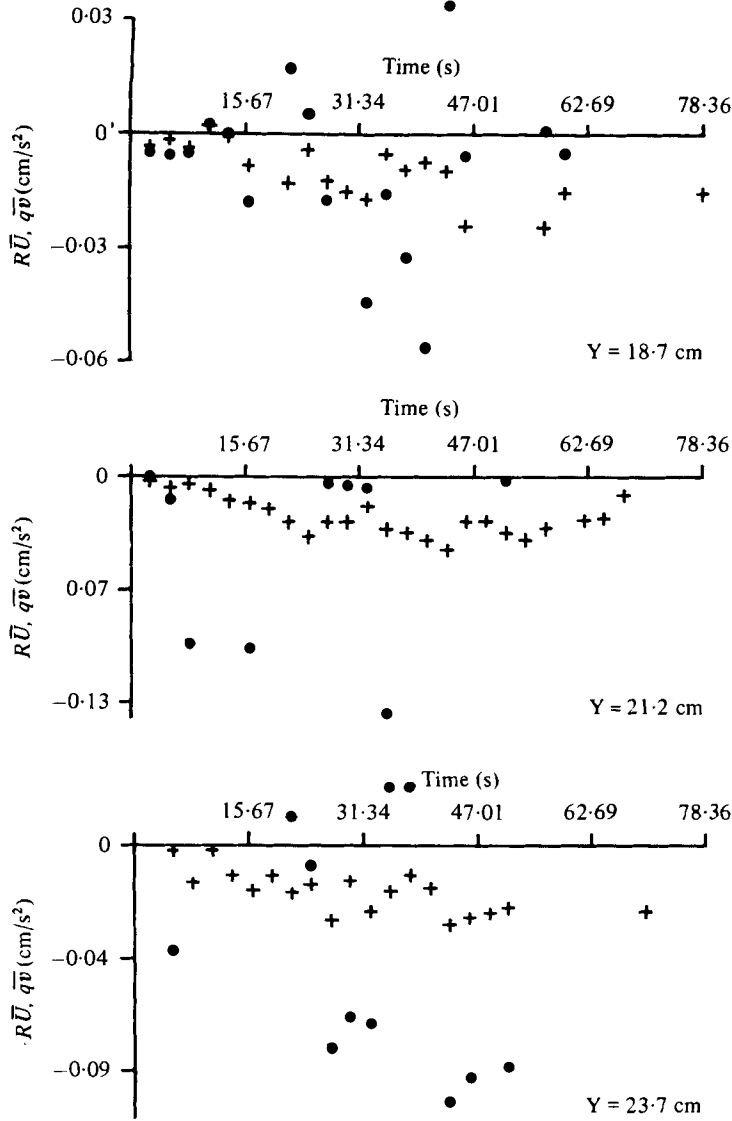 0·03
Time (s)
15·67 31·34 47·01 62·69 78·36
0
−0·03
−0·06
RU̅, q̅v̅ (cm/s²)
Y = 18·7 cm
Time (s)
15·67 31·34 47·01 62·69 78·36
0
0·07
−0·13
RU̅, q̅v̅ (cm/s²)
Y = 21·2 cm
Time (s)
15·67 31·34 47·01 62·69 78·36
0
−0·04
−0·09
RU̅, q̅v̅ (cm/s²)
Y = 23·7 cm